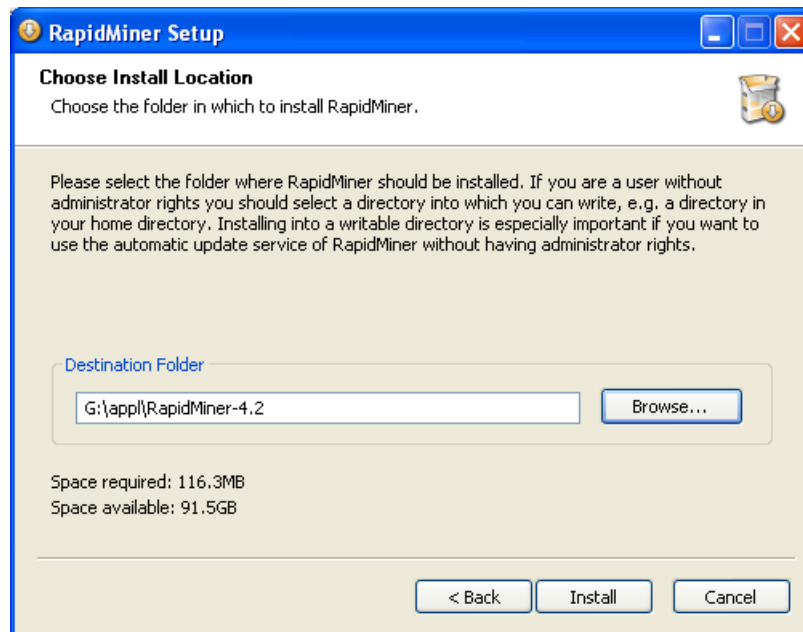 RapidMiner Setup
Choose Install Location
Choose the folder in which to install RapidMiner.
Please select the folder where RapidMiner should be installed. If you are a user without
administrator rights you should select a directory into which you can write, e.g. a directory in
your home directory. Installing into a writable directory is especially important if you want to
use the automatic update service of RapidMiner without having administrator rights.
Destination Folder
G:\appl\RapidMiner-4.2
Browse...
Space required: 116.3MB
Space available: 91.5GB
< Back
Install
Cancel